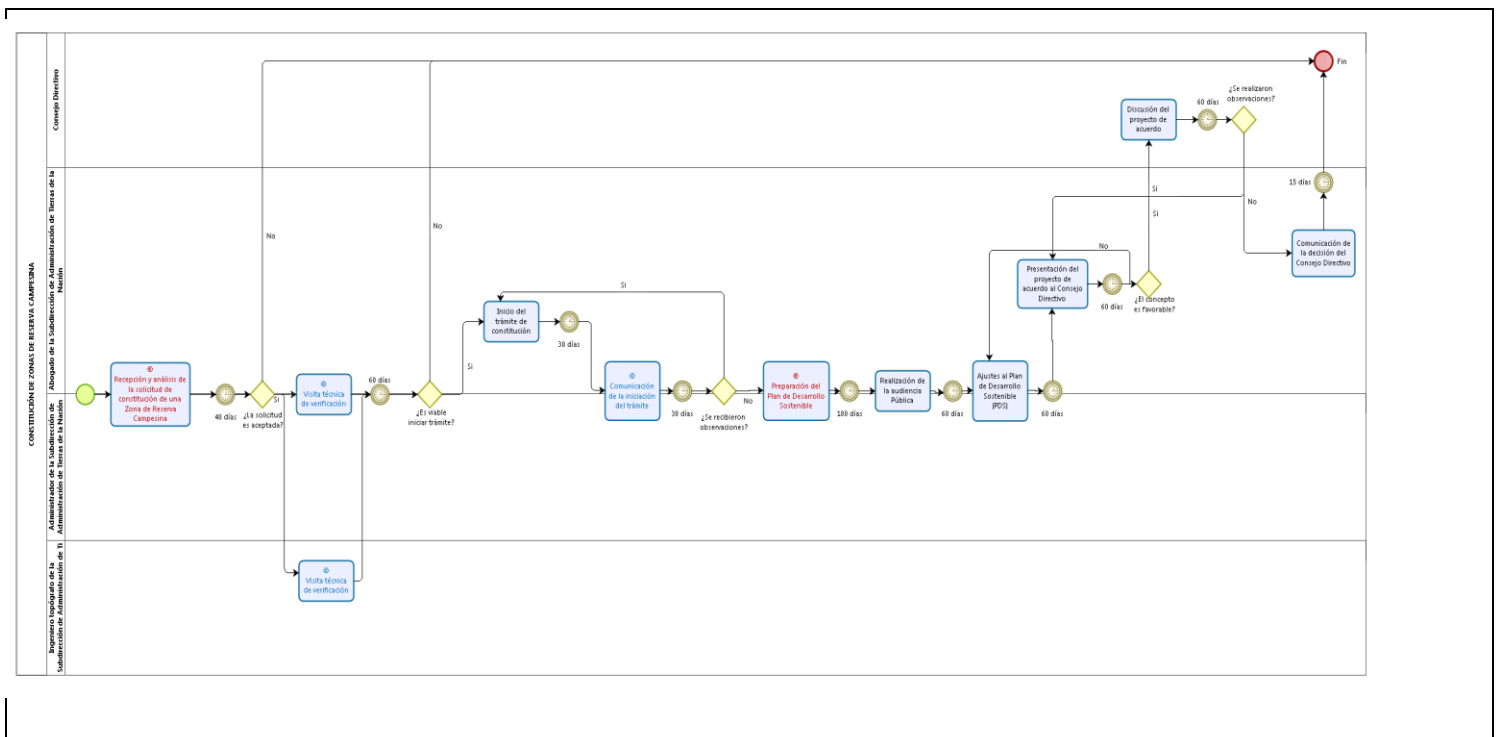 CONSTITUCIÓN DE ZONAS DE RESERVA CAMPESINA
Consejo Directivo
Abogado de la Subdirección de Administración de Tierras de la
Nación
Administrador de la Subdirección de
Administración de Tierras de la Nación
Ingeniero topógrafo de la
Subdirección de Administración de Ti
Recepción y análisis de
la solicitud de
constitución de una
Zona de Reserva
Campesina
40 días
¿La solicitud
es aceptada?
No
Si
Visita técnica
de verificación
Visita técnica
de verificación
60 días
¿Es viable
iniciar trámite?
No
Si
Inicio del
trámite de
constitución
30 días
Comunicación
de la iniciación
del trámite
30 días
¿Se recibieron
observaciones?
Si
No
Preparación del
Plan de Desarrollo
Sostenible
180 días
Realización de
la audiencia
Pública
60 días
Ajustes al Plan
de Desarrollo
Sostenible
(PDS)
60 días
Presentación del
proyecto de
acuerdo al Consejo
Directivo
60 días
¿El concepto
es favorable?
No
Si
Discusión del
proyecto de
acuerdo
60 días
¿Se realizaron
observaciones?
Si
No
Comunicación de
la decisión del
Consejo Directivo
15 días
Fin